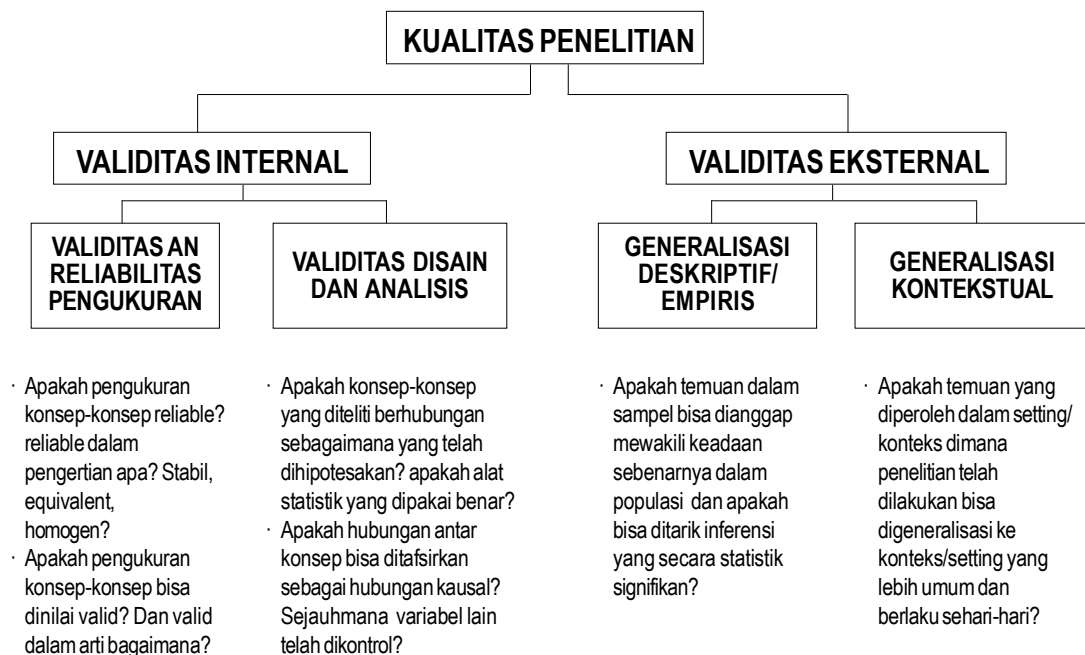 KUALITAS PENELITIAN
VALIDITAS INTERNAL
VALIDITAS EKSTERNAL
VALIDITAS AN
RELIABILITAS
PENGUKURAN
VALIDITAS DISAIN
DAN ANALISIS
GENERALISASI
DESKRIPTIF/
EMPIRIS
GENERALISASI
KONTEKSTUAL
· Apakah pengukuran
konsep-konsep reliable?
reliable dalam
pengertian apa? Stabil,
equivalent,
homogen?
· Apakah pengukuran
konsep-konsep bisa
dinilai valid? Dan valid
dalam arti bagaimana?
· Apakah konsep-konsep
yang diteliti berhubungan
sebagaimana yang telah
dihipotesakan? apakah alat
statistik yang dipakai benar?
· Apakah hubungan antar
konsep bisa ditafsirkan
sebagai hubungan kausal?
Sejauhmana variabel lain
telah dikontrol?
· Apakah temuan dalam
sampel bisa dianggap
mewakili keadaan
sebenarnya dalam
populasi dan apakah
bisa ditarik inferensi
yang secara statistik
signifikan?
· Apakah temuan yang
diperoleh dalam setting/
konteks dimana
penelitian telah
dilakukan bisa
digeneralisasi ke
konteks/setting yang
lebih umum dan
berlaku sehari-hari?